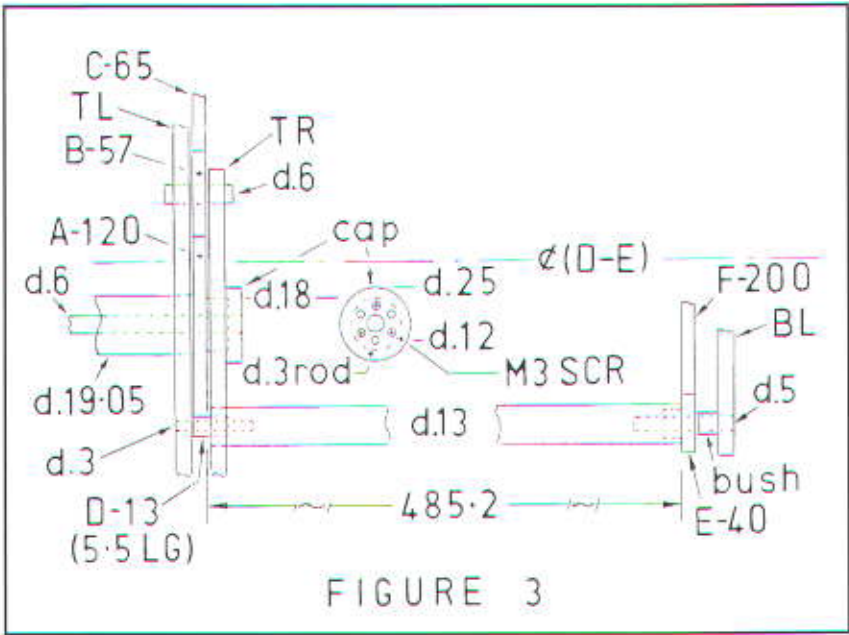 C-65
TL
B-57
TR
d.6
A-120
cap
¢(D-E)
d.6
d.18
d.25
F-200
d.12
BL
d.3rod
M3 SCR
d.19·05
d.13
d.5
d.3
bush
D-13
(5·5 LG)
485·2
E-40
FIGURE 3